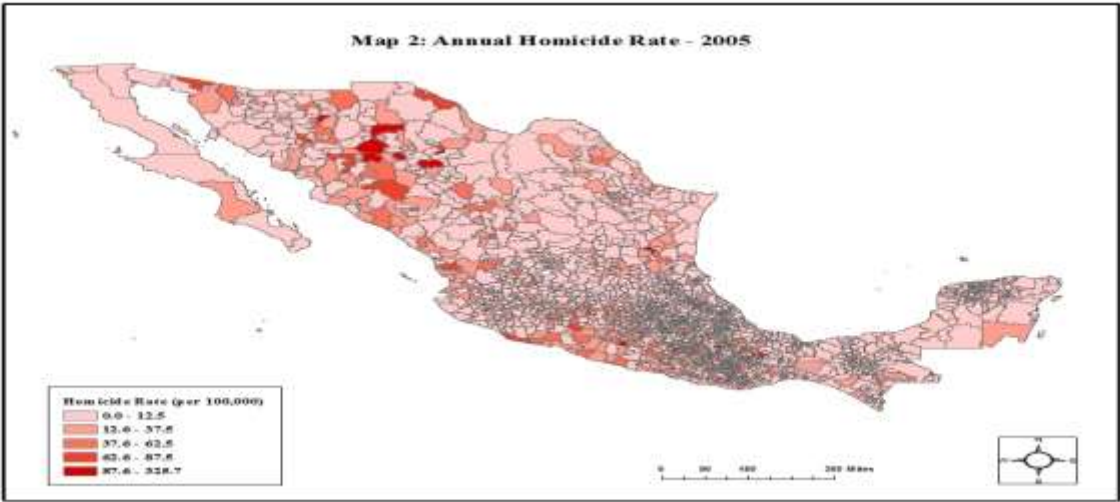 Map 2: Annual Homicide Rate - 2005
Homicide Rate (per 100,000)
0.0 - 12.5
12.6 - 37.5
37.6 - 62.5
62.6 - 87.5
87.6 - 328.7
0 50 100 200 Miles
N
S